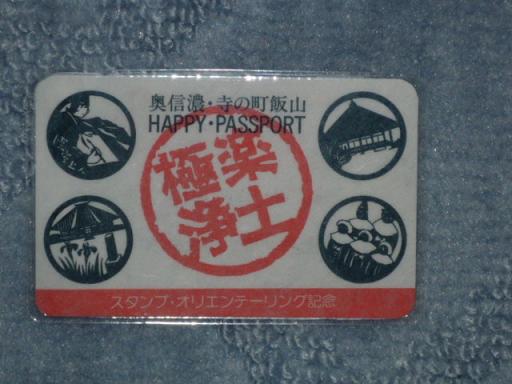 奥信濃・寺の町飯山
HAPPY・PASSPORT
極楽
浄土
スタンプ・オリエンテーリング記念